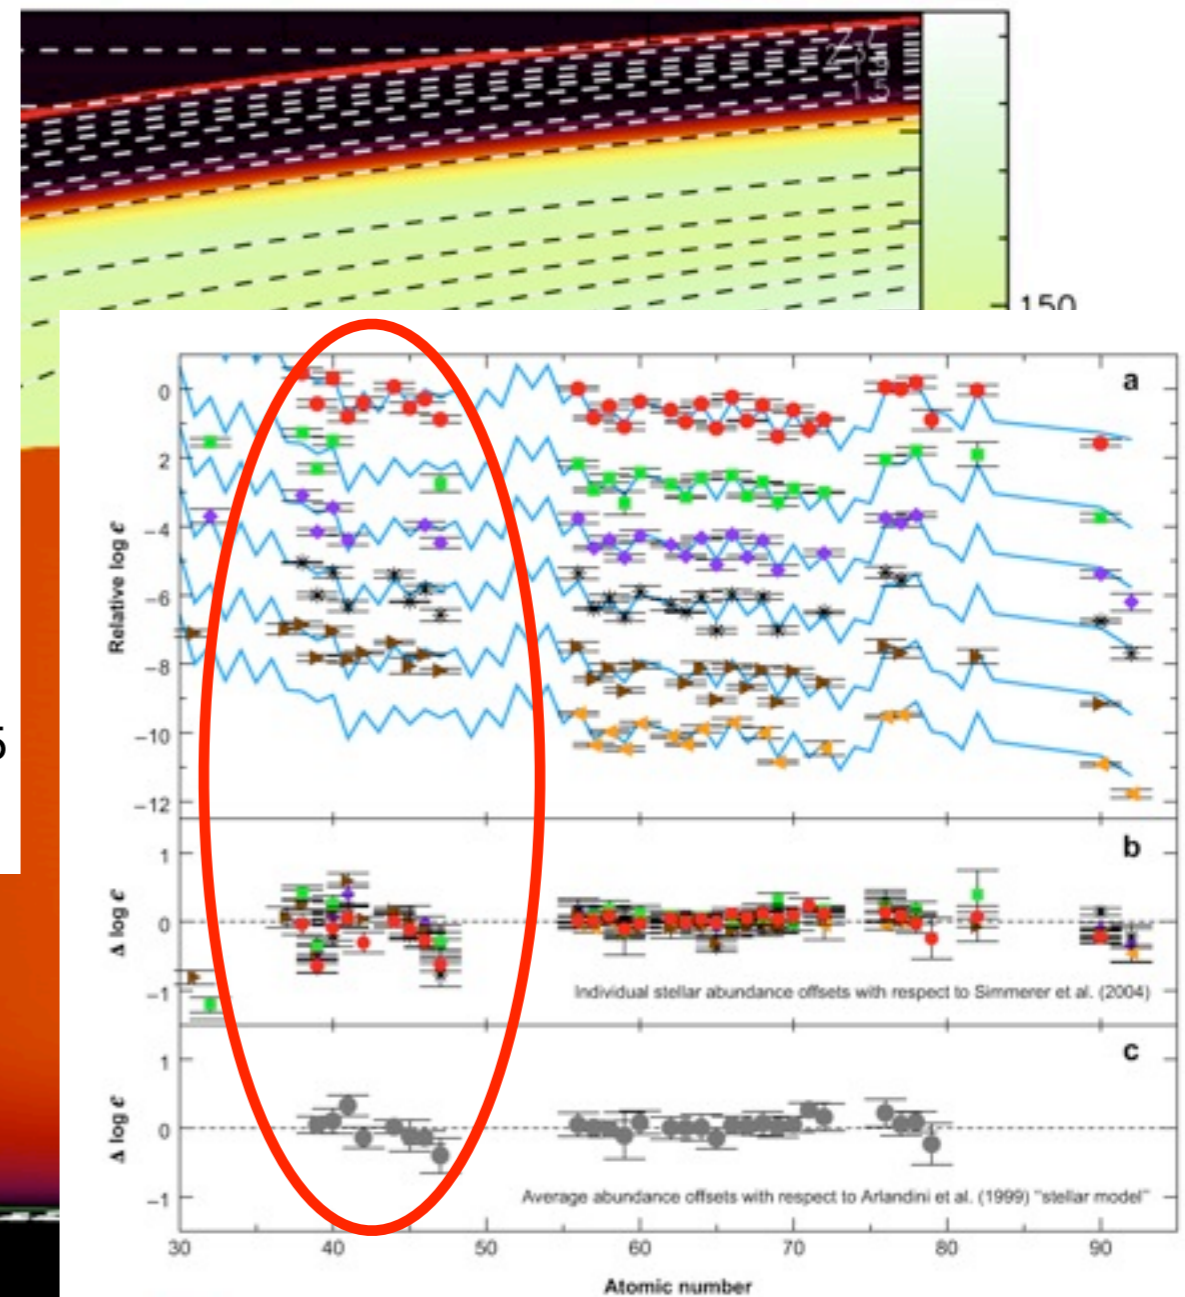 150
5
a
Relative log ϵ
0
2
−4
−6
−8
−10
−12
b
Δ log ϵ
1
0
−1
Individual stellar abundance offsets with respect to Simmerer et al. (2004)
c
Δ log ϵ
1
0
−1
Average abundance offsets with respect to Arlandini et al. (1999) "stellar model"
30 40 50 60 70 80 90
Atomic number